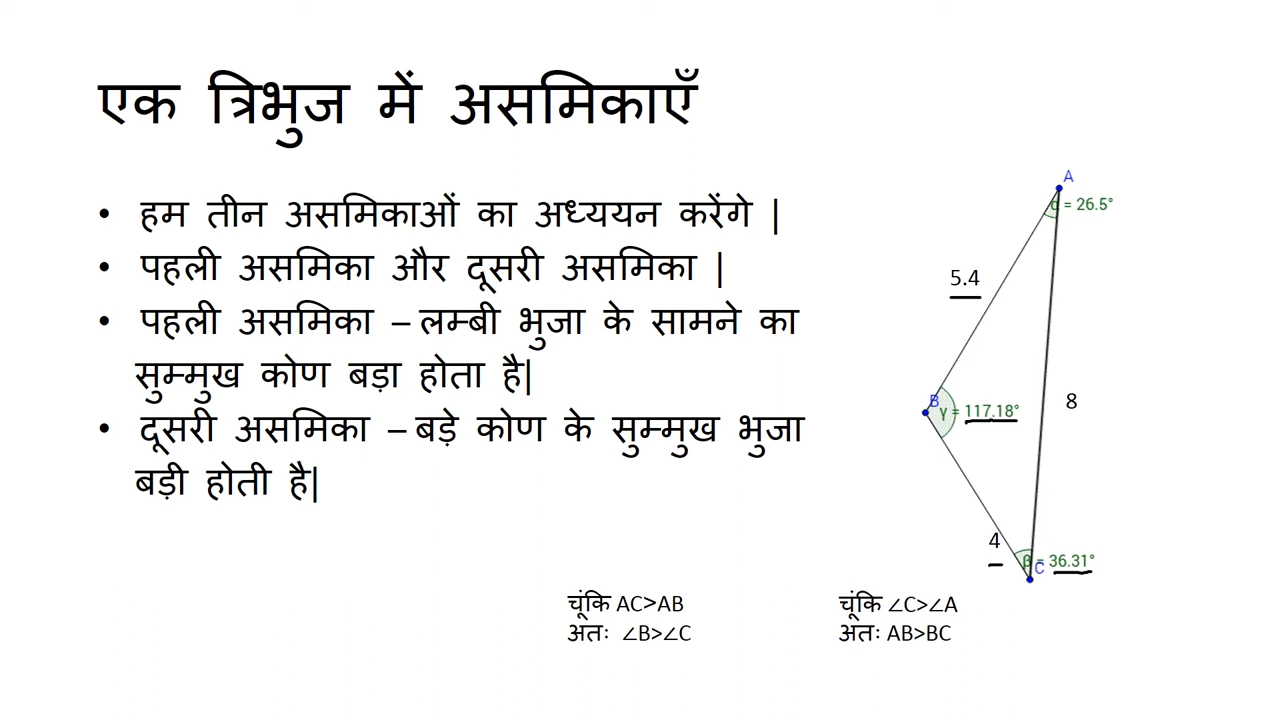 एक त्रिभुज में असमिकाएँ
• हम तीन असमिकाओं का अध्ययन करेंगे |
• पहली असमिका और दूसरी असमिका |
• पहली असमिका – लम्बी भुजा के सामने का
सुम्मुख कोण बड़ा होता है|
• दूसरी असमिका – बड़े कोण के सुम्मुख भुजा
बड़ी होती है|
A
α = 26.5°
5.4
B
γ = 117.18°
8
4
β = 36.31°
C
चूंकि AC>AB
अतः ∠B>∠C
चूंकि ∠C>∠A
अतः AB>BC